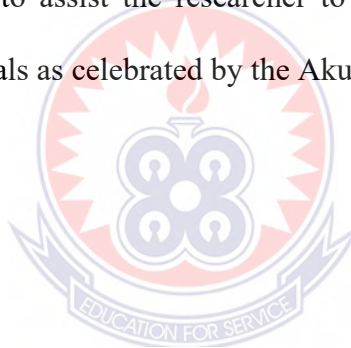 to assist the researcher to
als as celebrated by the Aku
EDUCATION FOR SERVICE